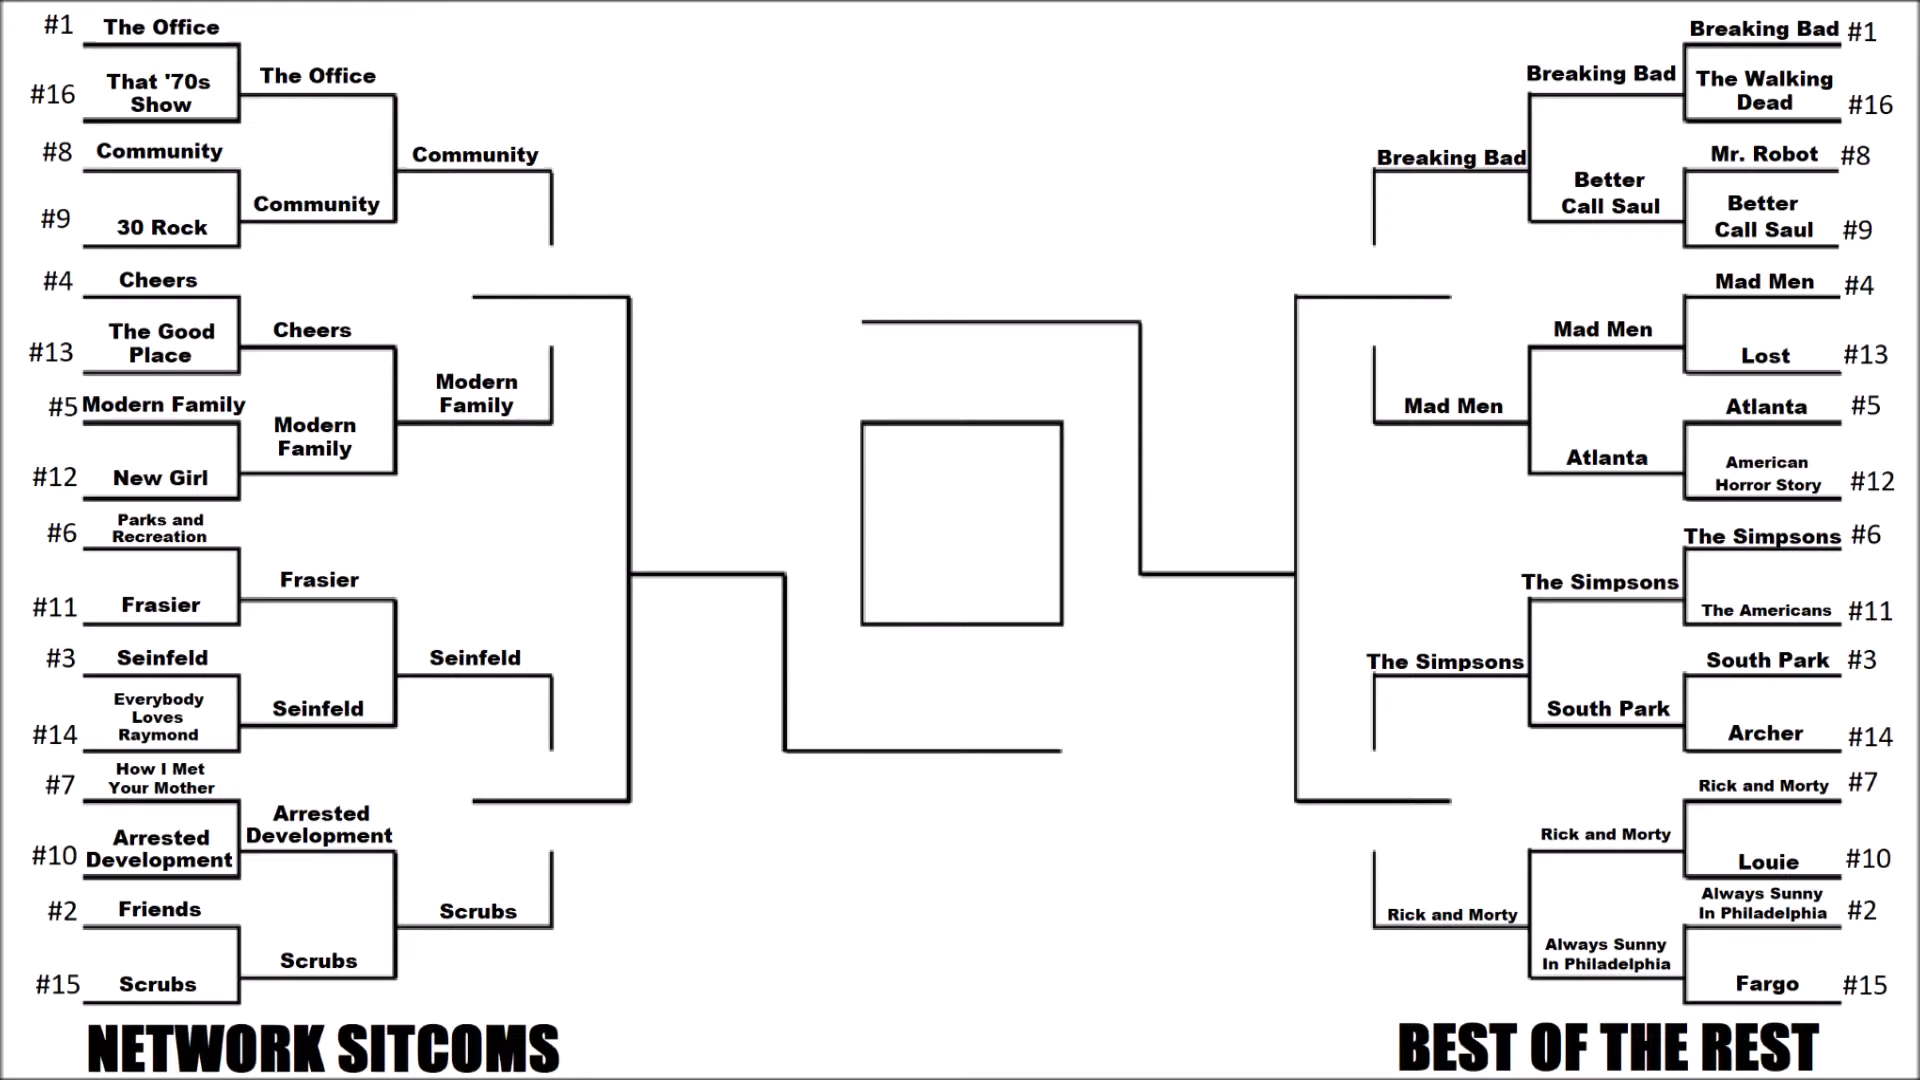 #1
The Office
#16
That '70s
Show
The Office
#8
Community
#9
30 Rock
Community
Community
#4
Cheers
#13
The Good
Place
Cheers
#5
Modern Family
#12
New Girl
Modern
Family
Modern
Family
#6
Parks and
Recreation
#11
Frasier
Frasier
#3
Seinfeld
#14
Everybody
Loves
Raymond
Seinfeld
Seinfeld
#7
How I Met
Your Mother
#10
Arrested
Development
Arrested
Development
#2
Friends
#15
Scrubs
Scrubs
Scrubs
NETWORK SITCOMS
Breaking Bad
#1
The Walking
Dead
#16
Breaking Bad
Mr. Robot
#8
Better
Call Saul
#9
Better
Call Saul
Breaking Bad
Mad Men
#4
Lost
#13
Mad Men
Atlanta
#5
American
Horror Story
#12
Atlanta
Mad Men
The Simpsons
#6
The Americans
#11
The Simpsons
South Park
#3
Archer
#14
South Park
The Simpsons
Rick and Morty
#7
Louie
#10
Rick and Morty
Always Sunny
In Philadelphia
#2
Fargo
#15
Always Sunny
In Philadelphia
Rick and Morty
BEST OF THE REST